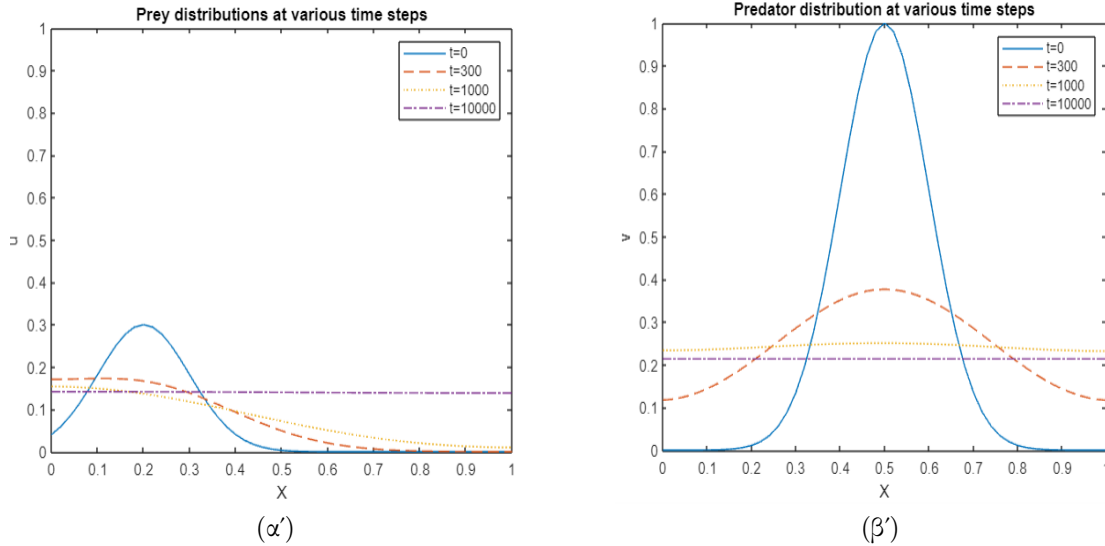 Prey distributions at various time steps
1
0.9
0.8
0.7
0.6
0.5
0.4
0.3
0.2
0.1
0
u
t=0
t=300
t=1000
t=10000
0 0.1 0.2 0.3 0.4 0.5 0.6 0.7 0.8 0.9 1
X
(α')
Predator distribution at various time steps
1
0.9
0.8
0.7
0.6
0.5
0.4
0.3
0.2
0.1
0
v
t=0
t=300
t=1000
t=10000
0 0.1 0.2 0.3 0.4 0.5 0.6 0.7 0.8 0.9 1
X
(β')